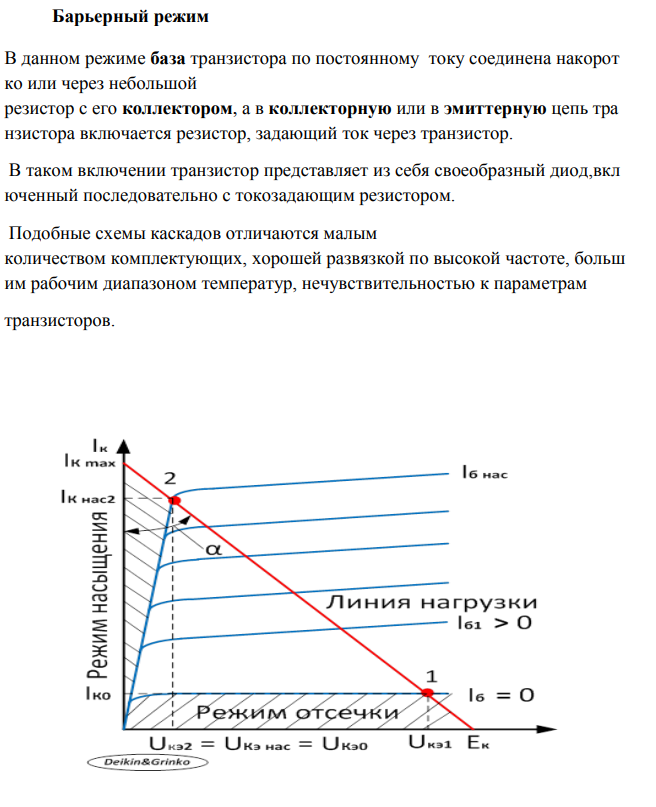 Барьерный режим
В данном режиме база транзистора по постоянному току соединена накорот
ко или через небольшой
резистор с его коллектором, а в коллекторную или в эмиттерную цепь тра
нзистора включается резистор, задающий ток через транзистор.
В таком включении транзистор представляет из себя своеобразный диод,вкл
юченный последовательно с токозадающим резистором.
Подобные схемы каскадов отличаются малым
количеством комплектующих, хорошей развязкой по высокой частоте, больш
им рабочим диапазоном температур, нечувствительностью к параметрам
транзисторов.
Iк
Iк max
2
Iб нас
Iк нас2
α
Режим насыщения
Линия нагрузки
Iб1 > 0
1
Iко
Iб = 0
Режим отсечки
Uкэ2 = Uкэ нас = Uкэ0
Uкэ1
Eк
Deikin&Grinko